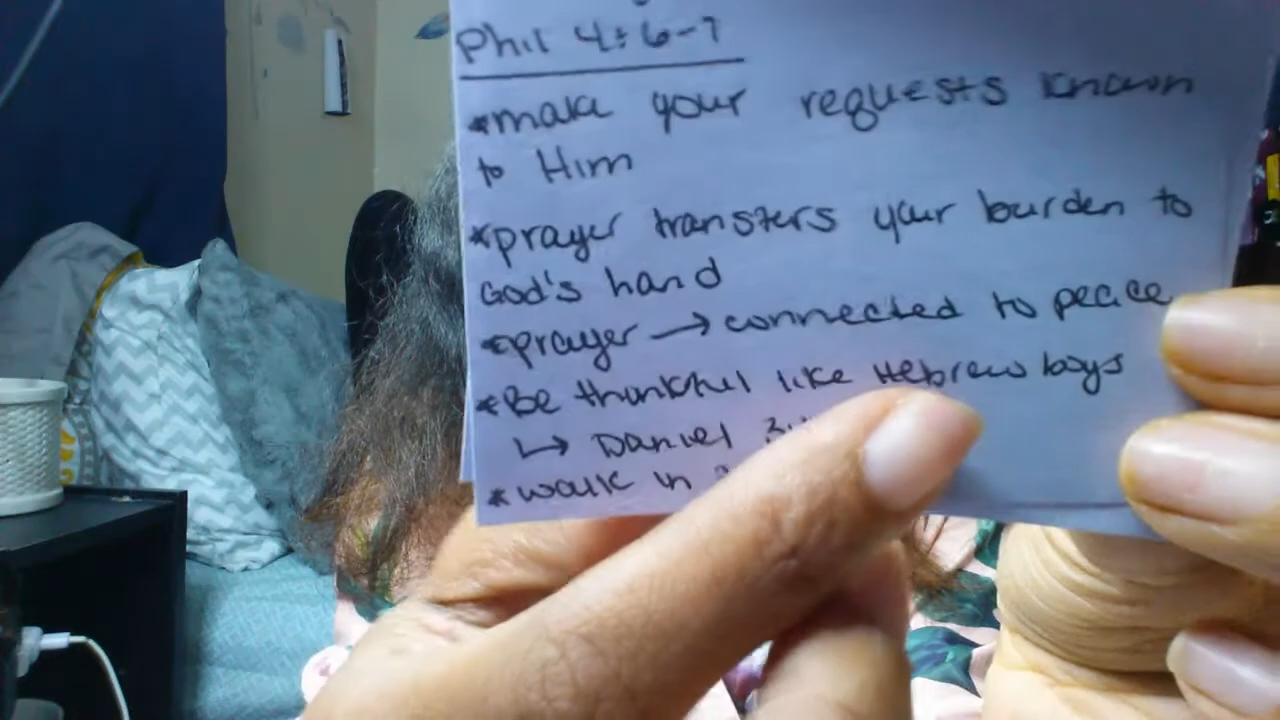 Phil 4:6-7
*make your requests known
to Him
*prayer transfers your burden to
God's hand
*prayer → connected to peace
*Be thankful like Hebrew boys
↳ Daniel
*walk in